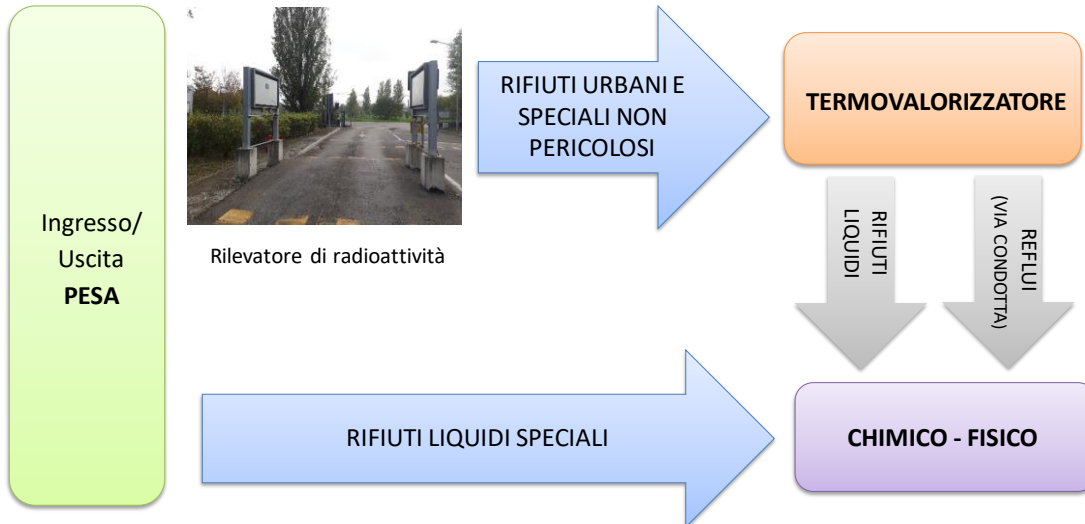 Ingresso/
Uscita
PESA
Rilevatore di radioattività
RIFIUTI URBANI E
SPECIALI NON
PERICOLOSI
TERMOVALORIZZATORE
RIFIUTI
LIQUIDI
REFLUI
(VIA CONDOTTA)
RIFIUTI LIQUIDI SPECIALI
CHIMICO - FISICO